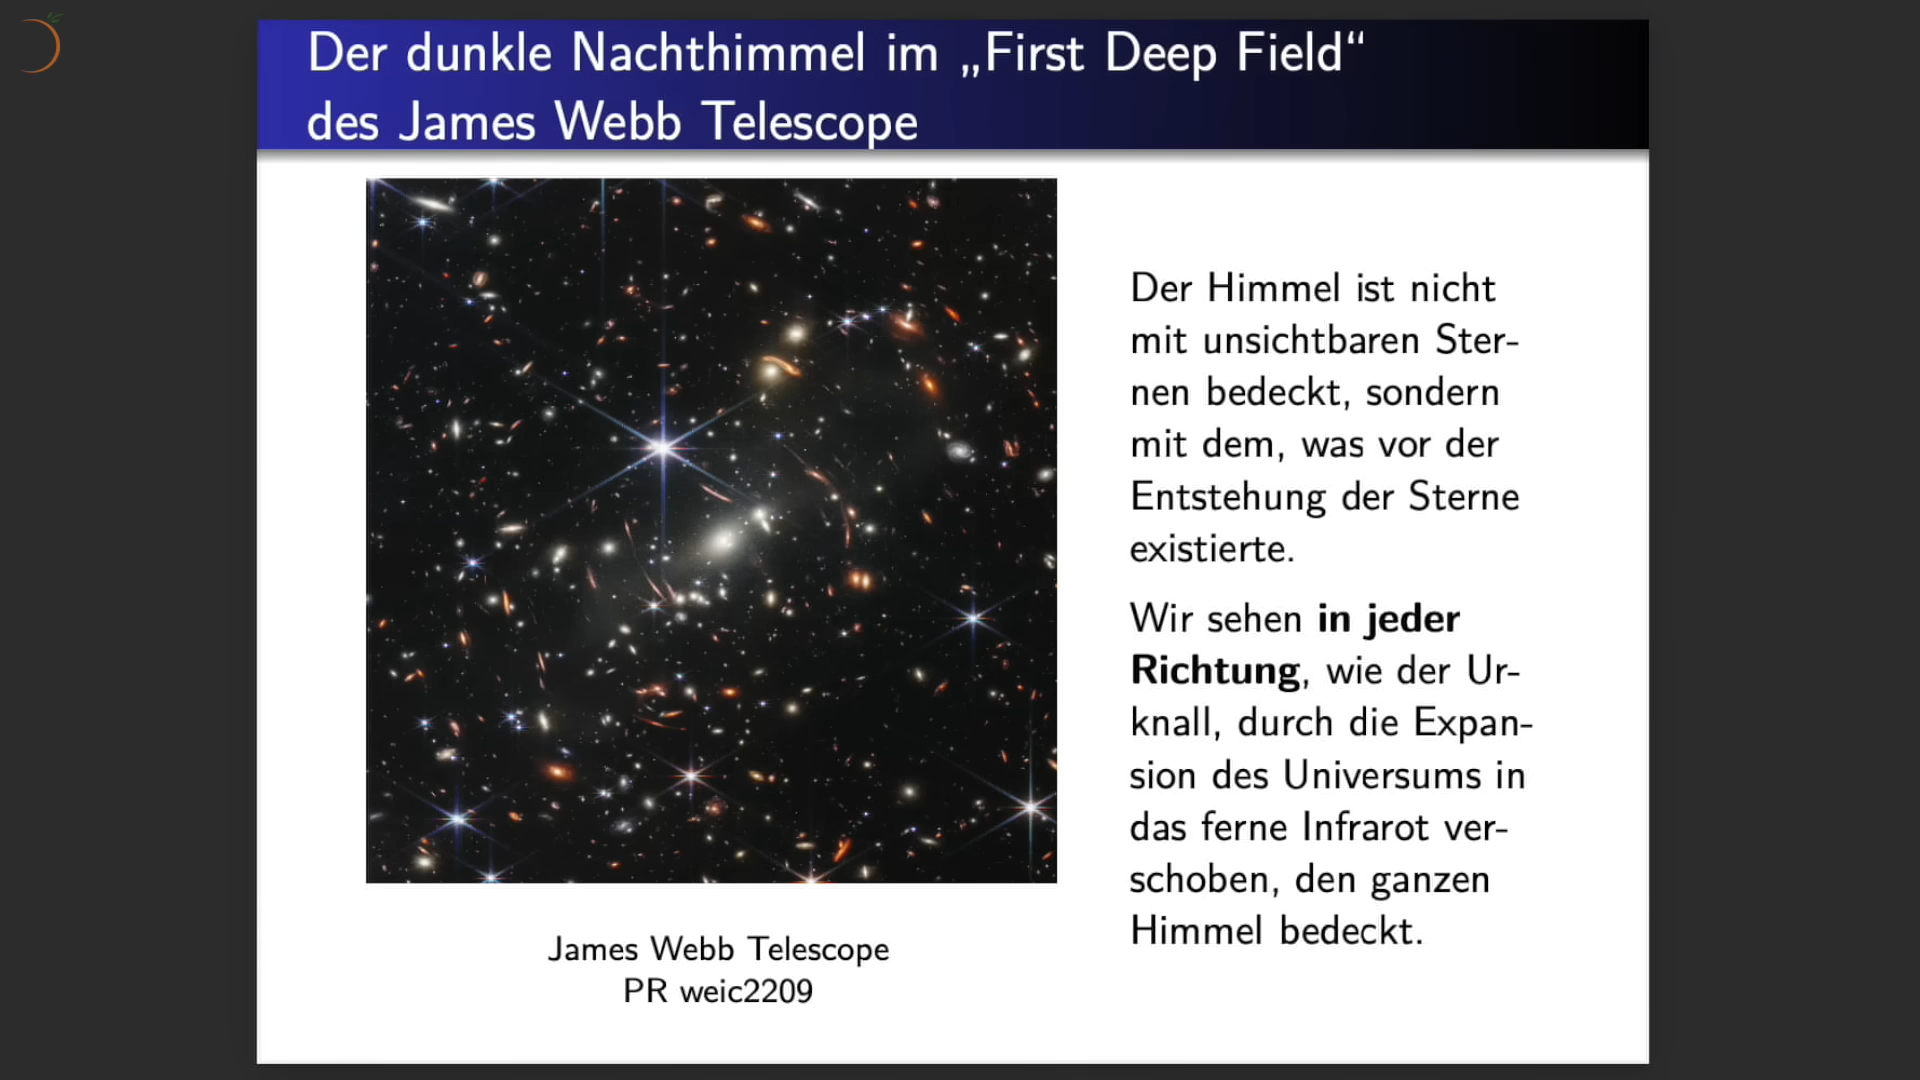 Der dunkle Nachthimmel im „First Deep Field“
des James Webb Telescope
Der Himmel ist nicht
mit unsichtbaren Ster-
nen bedeckt, sondern
mit dem, was vor der
Entstehung der Sterne
existierte.
Wir sehen in jeder
Richtung, wie der Ur-
knall, durch die Expan-
sion des Universums in
das ferne Infrarot ver-
schoben, den ganzen
Himmel bedeckt.
James Webb Telescope
PR weic2209